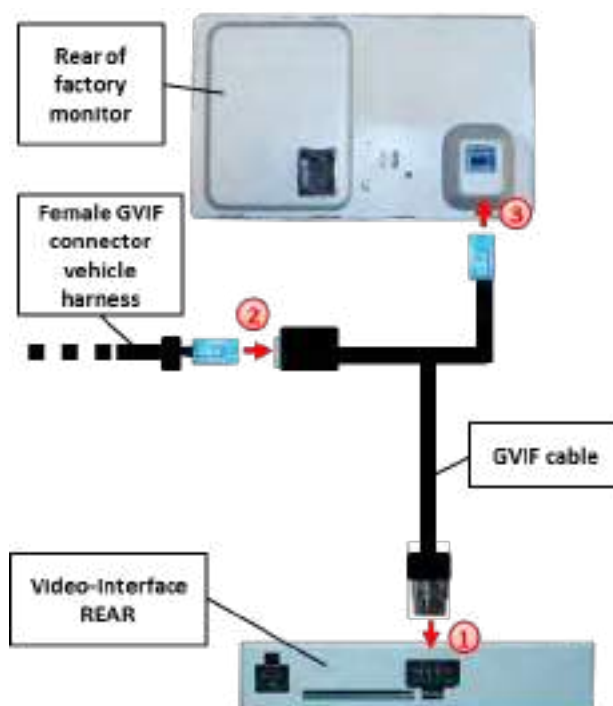 Rear of
factory
monitor
3
Female GVIF
connector
vehicle
harness
2
GVIF cable
Video-Interface
REAR
1